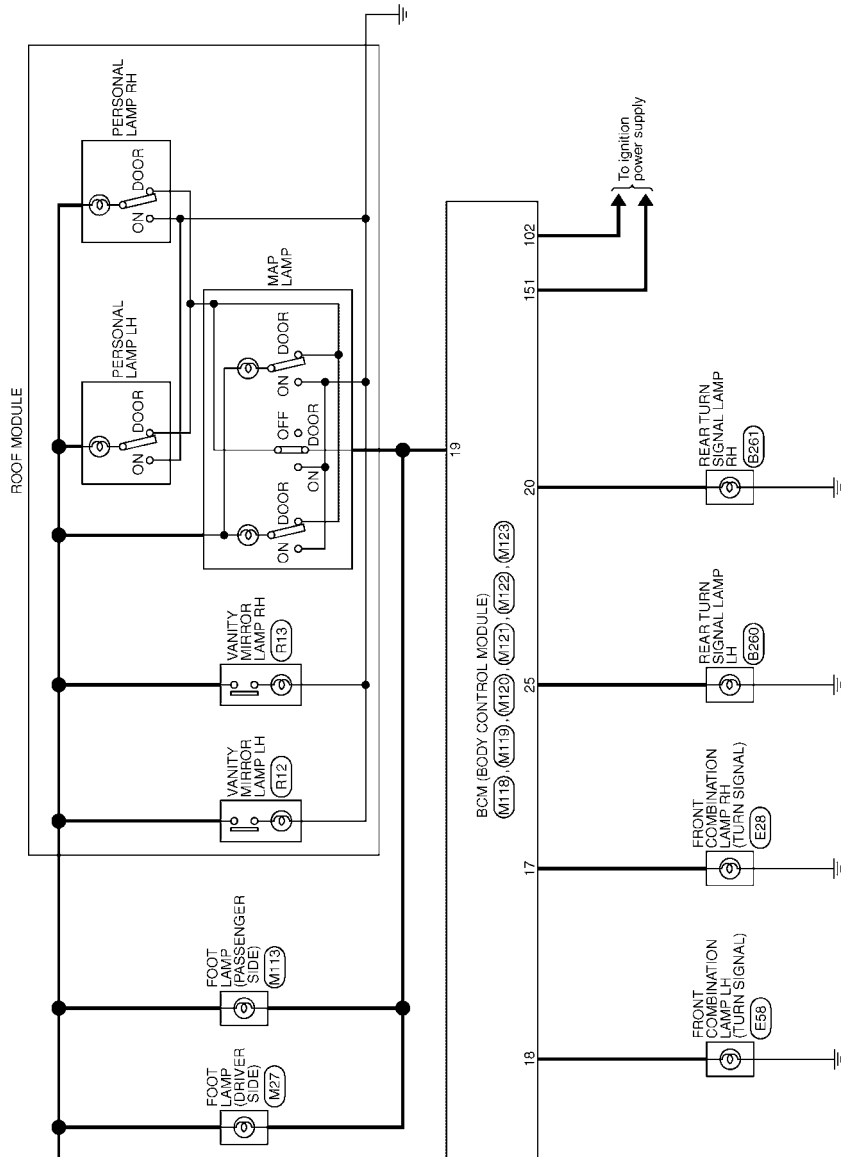 ROOF MODULE
PERSONAL
LAMP RH
ON
DOOR
PERSONAL
LAMP LH
ON
DOOR
MAP
LAMP
ON
DOOR
ON
OFF
DOOR
ON
DOOR
VANITY
MIRROR
LAMP RH
R13
VANITY
MIRROR
LAMP LH
R12
FOOT
LAMP
(PASSENGER
SIDE)
M113
FOOT
LAMP
(DRIVER
SIDE)
M27
To ignition
power supply
102
151
19
BCM (BODY CONTROL MODULE)
M118 , M119 , M120 , M121 , M122 , M123
20
25
17
18
REAR TURN
SIGNAL LAMP
RH
B261
REAR TURN
SIGNAL LAMP
LH
B260
FRONT
COMBINATION
LAMP RH
(TURN SIGNAL)
E28
FRONT
COMBINATION
LAMP LH
(TURN SIGNAL)
E58